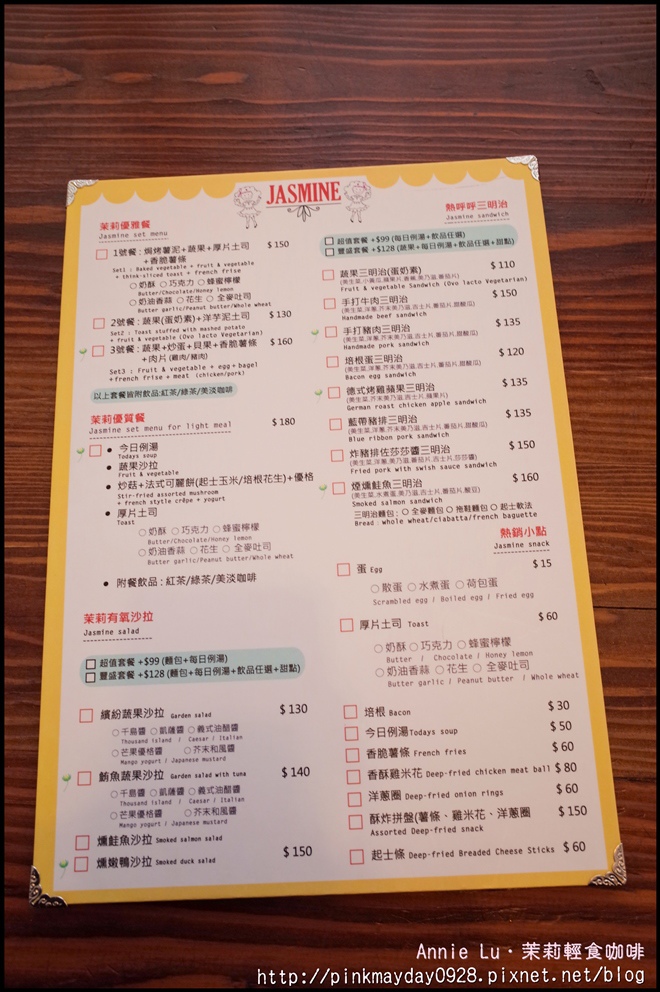 JASMINE
茉莉優雅餐
Jasmine set menu
1號餐：焗烤薯泥+蔬果+厚片土司 $150
+香脆薯條
Set1 : Baked vegetable + fruit & vegetable
+ think-sliced toast + french frise
○奶酥 ○巧克力 ○蜂蜜檸檬
Butter/Chocolate/Honey lemon
○奶油香蒜 ○花生 ○全麥吐司
Butter garlic/Peanut butter/Whole wheat
2號餐：蔬果(蛋奶素)+洋芋泥土司 $130
Set2 : Toast stuffed with mashed potato
+ fruit & vegetable (Ovo lacto Vegetarian)
3號餐：蔬果+炒蛋+貝果+香脆薯條 $160
+肉片(雞肉/豬肉)
Set3 : Fruit & vegetable + egg+bagel
+french frise + meat (chicken/pork)
以上套餐皆附飲品:紅茶/綠茶/美淡咖啡
茉莉優質餐
Jasmine set menu for light meal $180
● 今日例湯
Todays soup
● 蔬果沙拉
Fruit & vegetable
● 炒菇+法式可麗餅(起士玉米/培根花生)+優格
Stir-fried assorted mushroom
+ french stytle crêpe + yogurt
● 厚片土司
Toast
○奶酥 ○巧克力 ○蜂蜜檸檬
Butter/Chocolate/Honey lemon
○奶油香蒜 ○花生 ○全麥吐司
Butter garlic/Peanut butter/Whole wheat
● 附餐飲品:紅茶/綠茶/美淡咖啡
茉莉有氧沙拉
Jasmine salad
超值套餐 +$99 (麵包+每日例湯)
豐盛套餐 +$128 (麵包+每日例湯+飲品任選+甜點)
繽紛蔬果沙拉 Garden salad $130
○千島醬 ○凱薩醬 ○義式油醋醬
Thousand island / Caesar / Italian
○芒果優格醬 ○芥末和風醬
Mango yogurt / Japanese mustard
鮪魚蔬果沙拉 Garden salad with tuna $140
○千島醬 ○凱薩醬 ○義式油醋醬
Thousand island / Caesar / Italian
○芒果優格醬 ○芥末和風醬
Mango yogurt / Japanese mustard
燻鮭魚沙拉 Smoked salmon salad
燻嫩鴨沙拉 Smoked duck salad $150
熱呼呼三明治
Jasmine sandwich
超值套餐 +$99 (每日例湯+飲品任選)
豐盛套餐 +$128 (蔬果+每日例湯+飲品任選+甜點)
蔬果三明治(蛋奶素) $110
Fruit & vegetable Sandwich (Ovo lacto Vegetarian)
手打牛肉三明治 $150
Handmade beef sandwich
手打豬肉三明治 $135
Handmade pork sandwich
培根蛋三明治 $120
Bacon egg sandwich
德式烤雞蘋果三明治 $135
German roast chicken apple sandwich
藍帶豬排三明治 $135
Blue ribbon pork sandwich
炸豬排佐莎莎醬三明治 $150
Fried pork with swish sauce sandwich
煙燻鮭魚三明治 $160
Smoked salmon sandwich
三明治麵包：○全麥麵包 ○拖鞋麵包 ○起士軟法
Bread：whole wheat/ciabatta/french baguette
熱銷小點
Jasmine snack
蛋 Egg $15
○散蛋 ○水煮蛋 ○荷包蛋
Scrambled egg / Boiled egg / Fried egg
厚片土司 Toast $60
○奶酥 ○巧克力 ○蜂蜜檸檬
Butter / Chocolate / Honey lemon
○奶油香蒜 ○花生 ○全麥吐司
Butter garlic / Peanut butter / Whole wheat
培根 Bacon $30
今日例湯 Todays soup $50
香脆薯條 French fries $60
香酥雞米花 Deep-fried chicken meat ball $80
洋蔥圈 Deep-fried onion rings $60
酥炸拼盤(薯條、雞米花、洋蔥圈 $150
Assorted Deep-fried snack
起士條 Deep-fried Breaded Cheese Sticks $60
Annie Lu‧茉莉輕食咖啡
http://pinkmayday0928.pixnet.net/blog